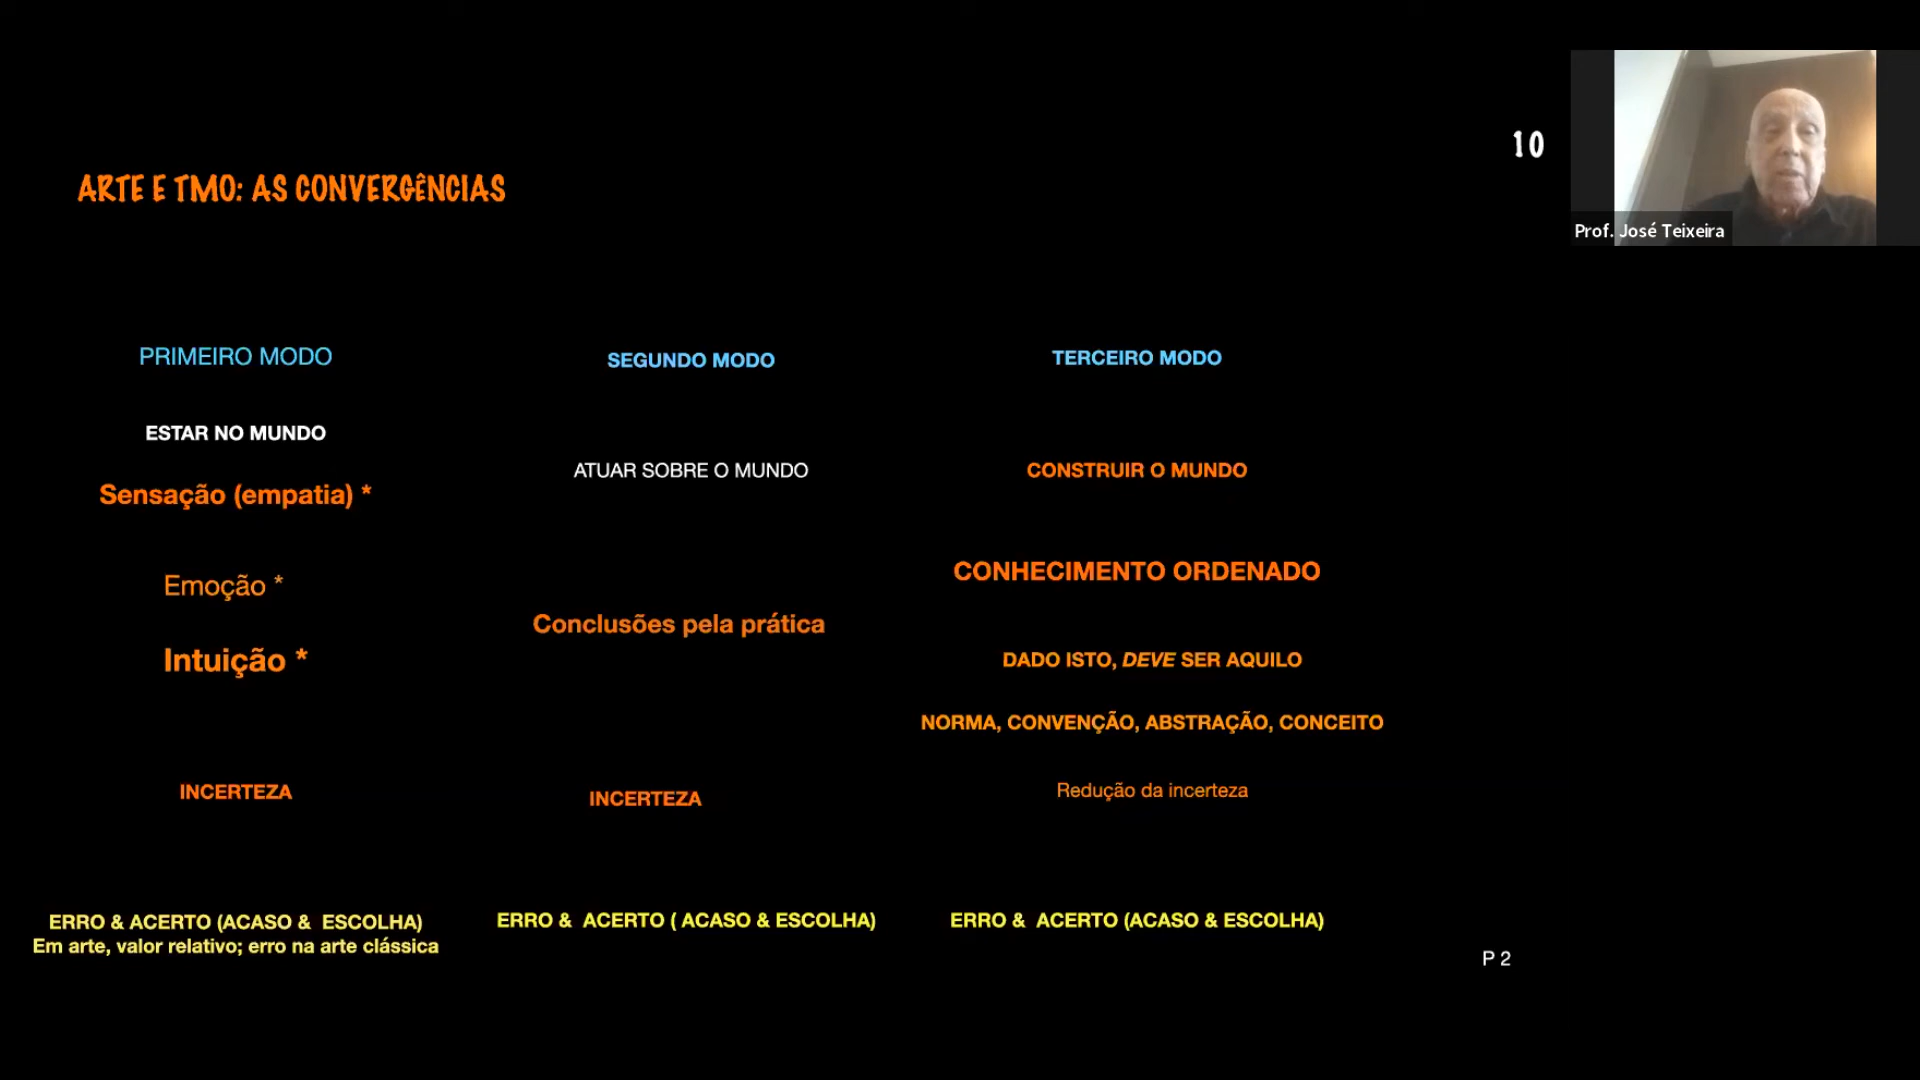 10
Prof. José Teixeira
ARTE E TMO: AS CONVERGÊNCIAS
PRIMEIRO MODO
ESTAR NO MUNDO
Sensação (empatia) *
Emoção *
Intuição *
INCERTEZA
ERRO & ACERTO (ACASO & ESCOLHA)
Em arte, valor relativo; erro na arte clássica
SEGUNDO MODO
ATUAR SOBRE O MUNDO
Conclusões pela prática
INCERTEZA
ERRO & ACERTO ( ACASO & ESCOLHA)
TERCEIRO MODO
CONSTRUIR O MUNDO
CONHECIMENTO ORDENADO
DADO ISTO, DEVE SER AQUILO
NORMA, CONVENÇÃO, ABSTRAÇÃO, CONCEITO
Redução da incerteza
ERRO & ACERTO (ACASO & ESCOLHA)
P 2